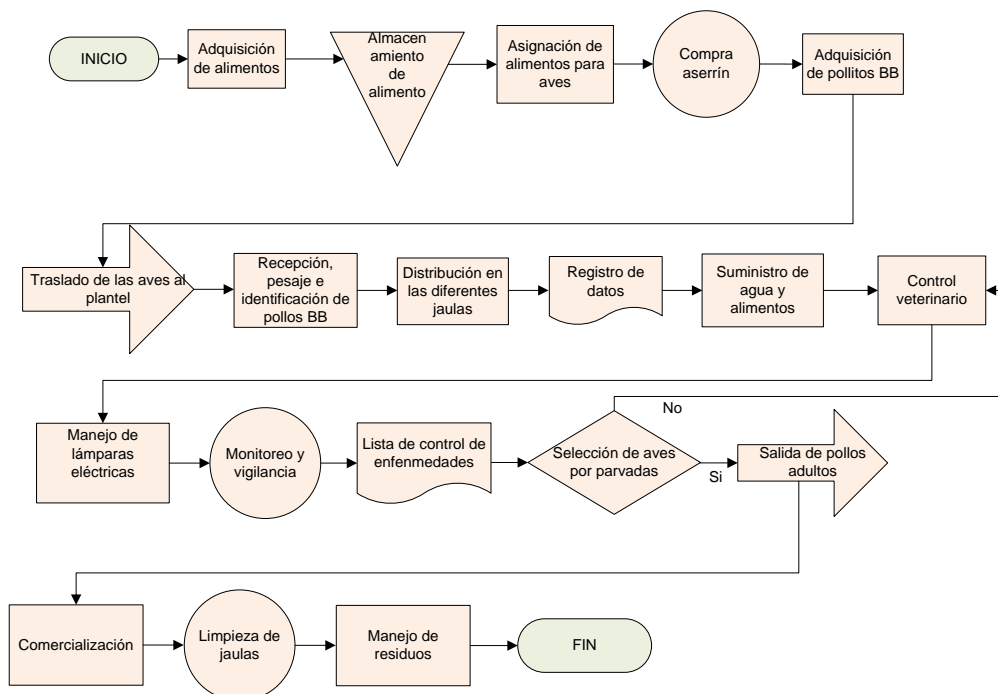 INICIO
Adquisición
de alimentos
Almacen
amiento
de
alimento
Asignación de
alimentos para
aves
Compra
aserrín
Adquisición
de pollitos BB
Traslado de las aves al
plantel
Recepción,
pesaje e
identificación de
pollos BB
Distribución en
las diferentes
jaulas
Registro de
datos
Suministro de
agua y
alimentos
Control
veterinario
Manejo de
lámparas
eléctricas
Monitoreo y
vigilancia
Lista de control de
enfenmedades
Selección de aves
por parvadas
No
Si
Salida de pollos
adultos
Comercialización
Limpieza de
jaulas
Manejo de
residuos
FIN